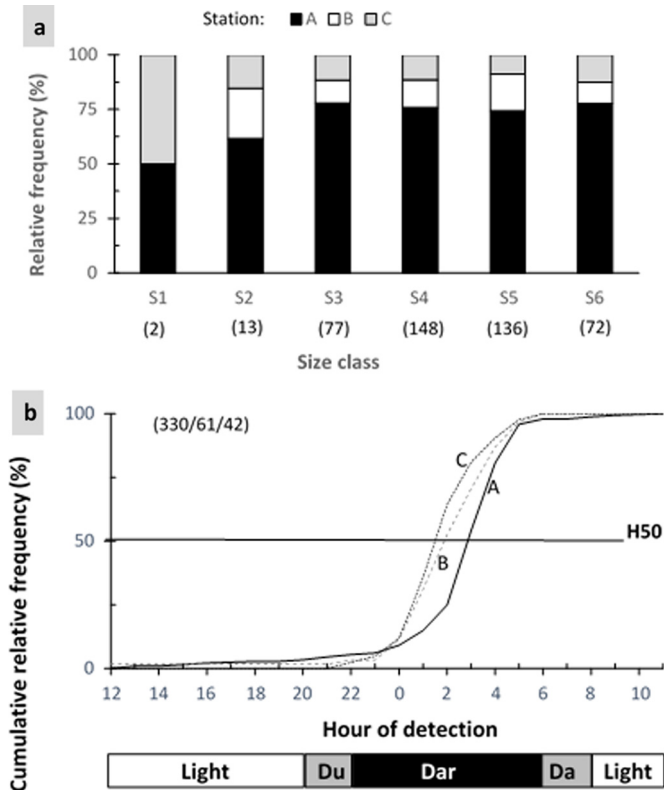 Station: A B C
a
Relative frequency (%)
100
75
50
25
0
S1 S2 S3 S4 S5 S6
(2) (13) (77) (148) (136) (72)
Size class
b
Cumulative relative frequency (%)
(330/61/42)
100
50
0
C
A
B
H50
12 14 16 18 20 22 0 2 4 6 8 10
Hour of detection
Light Du Dar Da Light